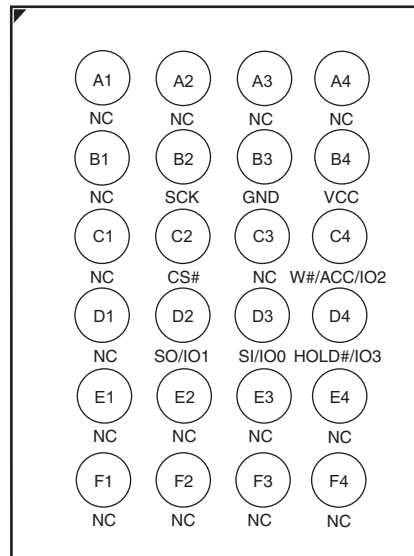 A1 A2 A3 A4
NC NC NC NC
B1 B2 B3 B4
NC SCK GND VCC
C1 C2 C3 C4
NC CS# NC W#/ACC/IO2
D1 D2 D3 D4
NC SO/IO1 SI/IO0 HOLD#/IO3
E1 E2 E3 E4
NC NC NC NC
F1 F2 F3 F4
NC NC NC NC